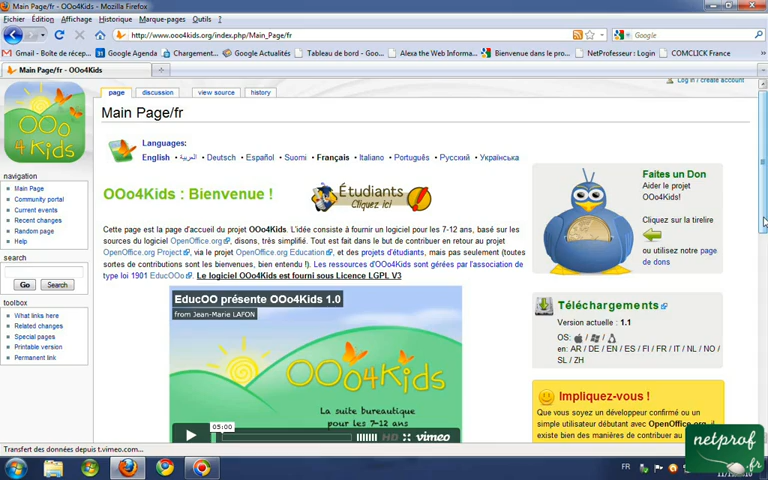 Main Page/fr - OOo4Kids - Mozilla Firefox
Fichier Édition Affichage Historique Marque-pages Outils ?
http://www.ooo4kids.org/index.php/Main_Page/fr
Google
Gmail - Boîte de récep... Google Agenda Chargement... Google Actualités Tableau de bord - Goo... Alexa the Web Informa... Bienvenue dans le pro... NetProfesseur : Login COMCLICK France
Main Page/fr - OOo4Kids
Log in / create account
page discussion view source history
Main Page/fr
OOo 4 Kids
Languages:
English • العربية • Deutsch • Español • Suomi • Français • Italiano • Português • Русский • Українська
navigation
Main Page
Community portal
Current events
Recent changes
Random page
Help
search
Go Search
toolbox
What links here
Related changes
Special pages
Printable version
Permanent link
OOo4Kids : Bienvenue !
Étudiants
Cliquez ici
Cette page est la page d'accueil du projet OOo4Kids. L'idée consiste à fournir un logiciel pour les 7-12 ans, basé sur les
sources du logiciel OpenOffice.org, disons, très simplifié. Tout est fait dans le but de contribuer en retour au projet
OpenOffice.org Project, via le projet OpenOffice.org Education, et des projets d'étudiants, mais pas seulement (toutes
sortes de contributions sont les bienvenues, bien entendu !). Les ressources d'OOo4Kids sont gérées par l'association de
type loi 1901 EducOOo. Le logiciel OOo4Kids est fourni sous Licence LGPL V3
EducOO présente OOo4Kids 1.0
from Jean-Marie LAFON
OOo4Kids
La suite bureautique
pour les 7-12 ans
05:00
HD vimeo
Faites un Don
Aider le projet
OOo4Kids!
Cliquez sur la tirelire
ou utilisez notre page
de dons
Téléchargements
Version actuelle : 1.1
OS: / /
en: AR / DE / EN / ES / FI / FR / IT / NL / NO /
SL / ZH
Impliquez-vous !
Que vous soyez un développeur confirmé ou un
simple utilisateur débutant avec OpenOffice.org,
il existe bien des manières de contribuer au
Transfert des données depuis t.vimeo.com...
FR
netprof
.fr